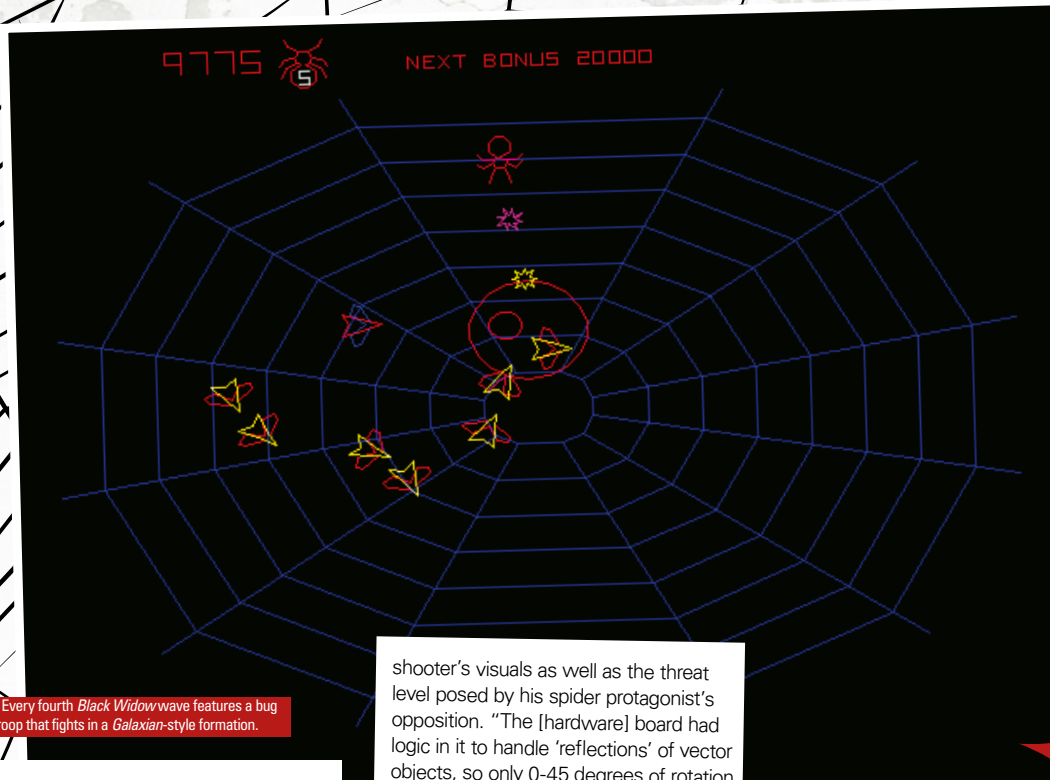 9775 5 NEXT BONUS 20000
Every fourth Black Widow wave features a bug
roop that fights in a Galaxian-style formation.
shooter's visuals as well as the threat
level posed by his spider protagonist's
opposition. "The [hardware] board had
logic in it to handle 'reflections' of vector
objects, so only 0-45 degrees of rotation